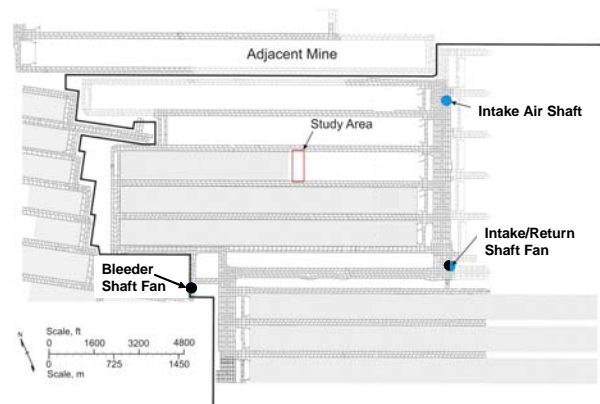 Adjacent Mine
Intake Air Shaft
Study Area
Intake/Return
Shaft Fan
Bleeder
Shaft Fan
Scale, ft
0 1600 3200 4800
0 725 1450
Scale, m
N